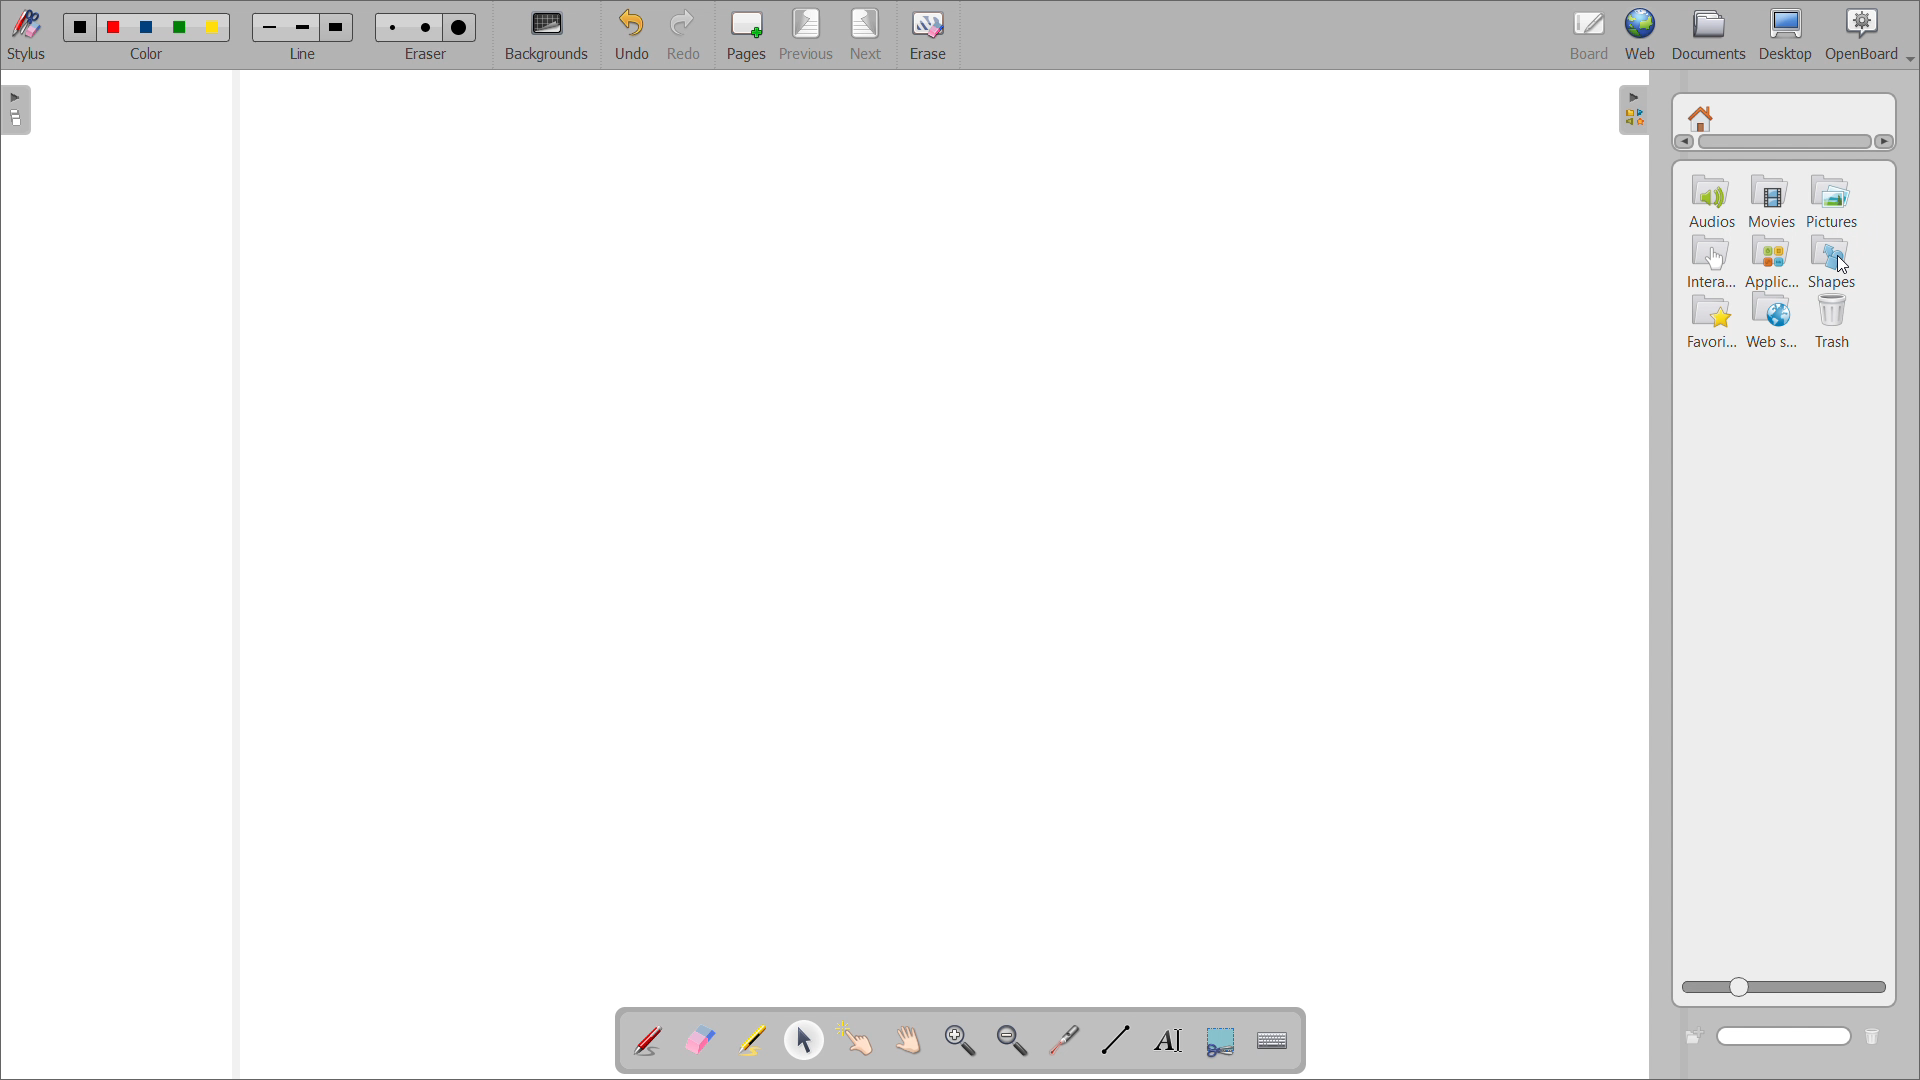 Stylus Color Line Eraser Backgrounds Undo Redo Pages Previous Next Erase Board Web Documents Desktop OpenBoard
Audios Movies Pictures
Intera... Applic... Shapes
Favori... Web s... Trash
AI